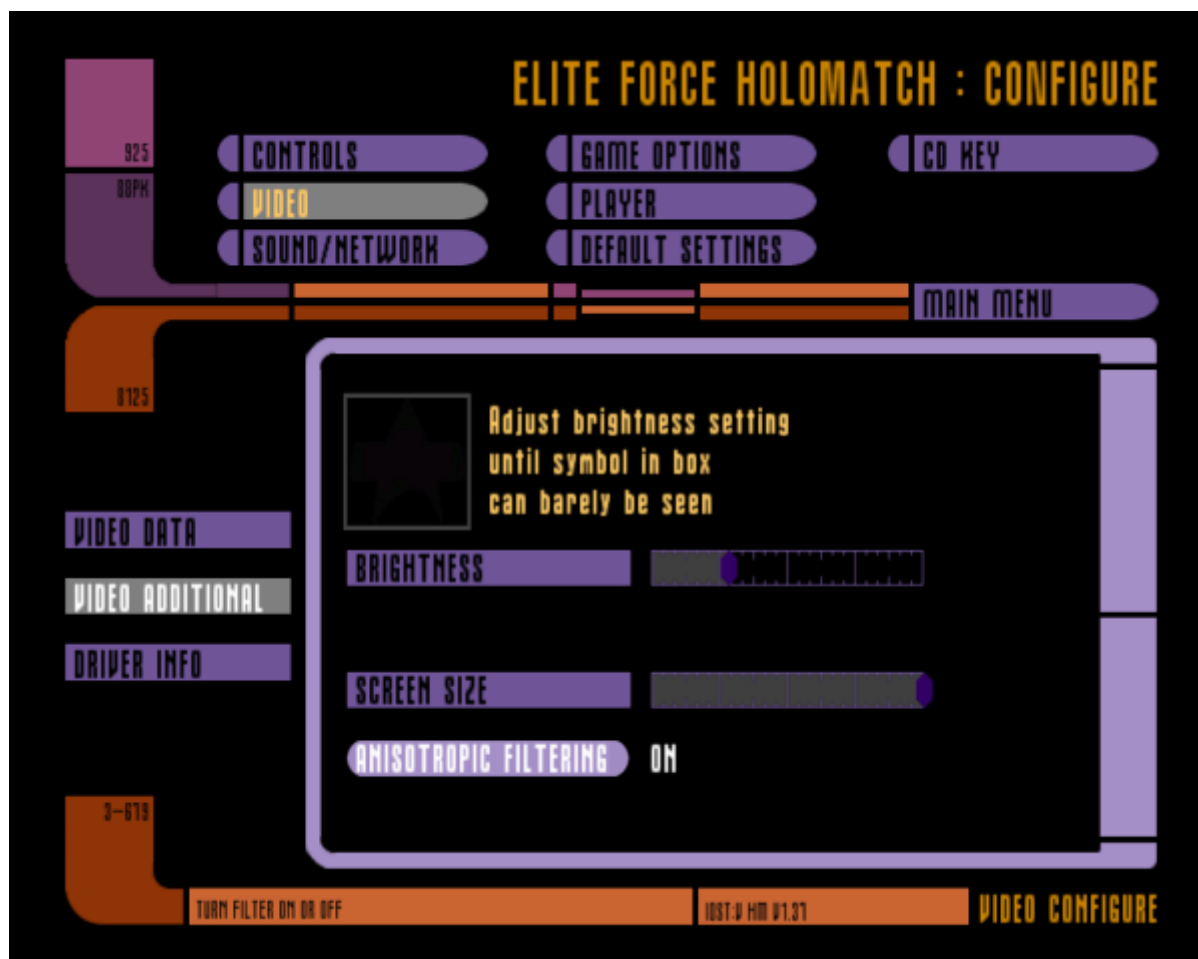 ELITE FORCE HOLOMATCH : CONFIGURE
925
CONTROLS
GAME OPTIONS
CD KEY
88PK
VIDEO
PLAYER
SOUND/NETWORK
DEFAULT SETTINGS
MAIN MENU
8125
Adjust brightness setting
until symbol in box
can barely be seen
VIDEO DATA
BRIGHTNESS
VIDEO ADDITIONAL
DRIVER INFO
SCREEN SIZE
ANISOTROPIC FILTERING ON
3-679
TURN FILTER ON OR OFF
IOST:V HM V1.37
VIDEO CONFIGURE